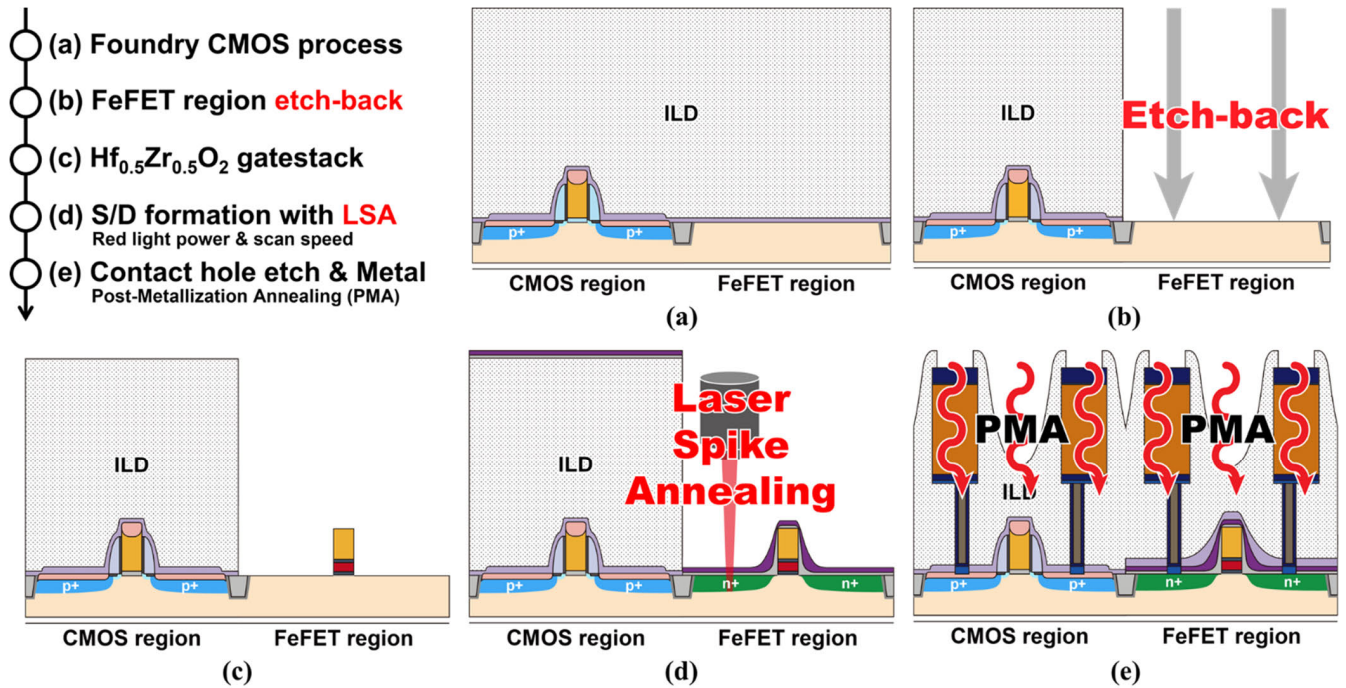 (a) Foundry CMOS process
(b) FeFET region etch-back
(c) Hf0.5Zr0.5O2 gatestack
(d) S/D formation with LSA
Red light power & scan speed
(e) Contact hole etch & Metal
Post-Metallization Annealing (PMA)
ILD
p+ p+
CMOS region FeFET region
(a)
ILD
Etch-back
p+ p+
CMOS region FeFET region
(b)
ILD
p+ p+
CMOS region FeFET region
(c)
Laser
Spike
Annealing
ILD
p+ p+ n+ n+
CMOS region FeFET region
(d)
PMA PMA
ILD
p+ p+ n+ n+
CMOS region FeFET region
(e)